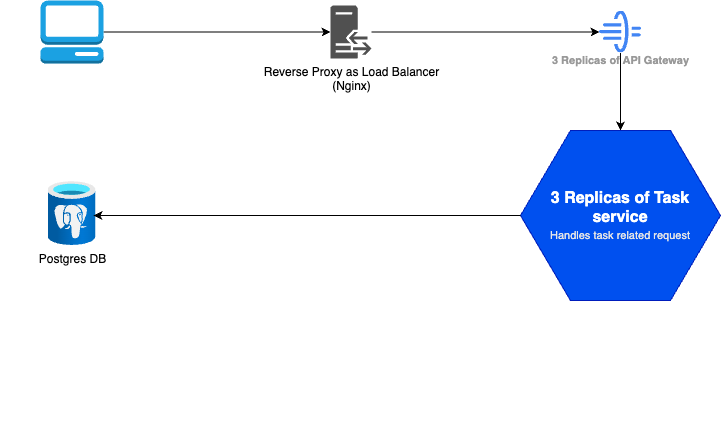 3 Replicas of API Gateway
Reverse Proxy as Load Balancer
(Nginx)
3 Replicas of Task
service
Handles task related request
Postgres DB